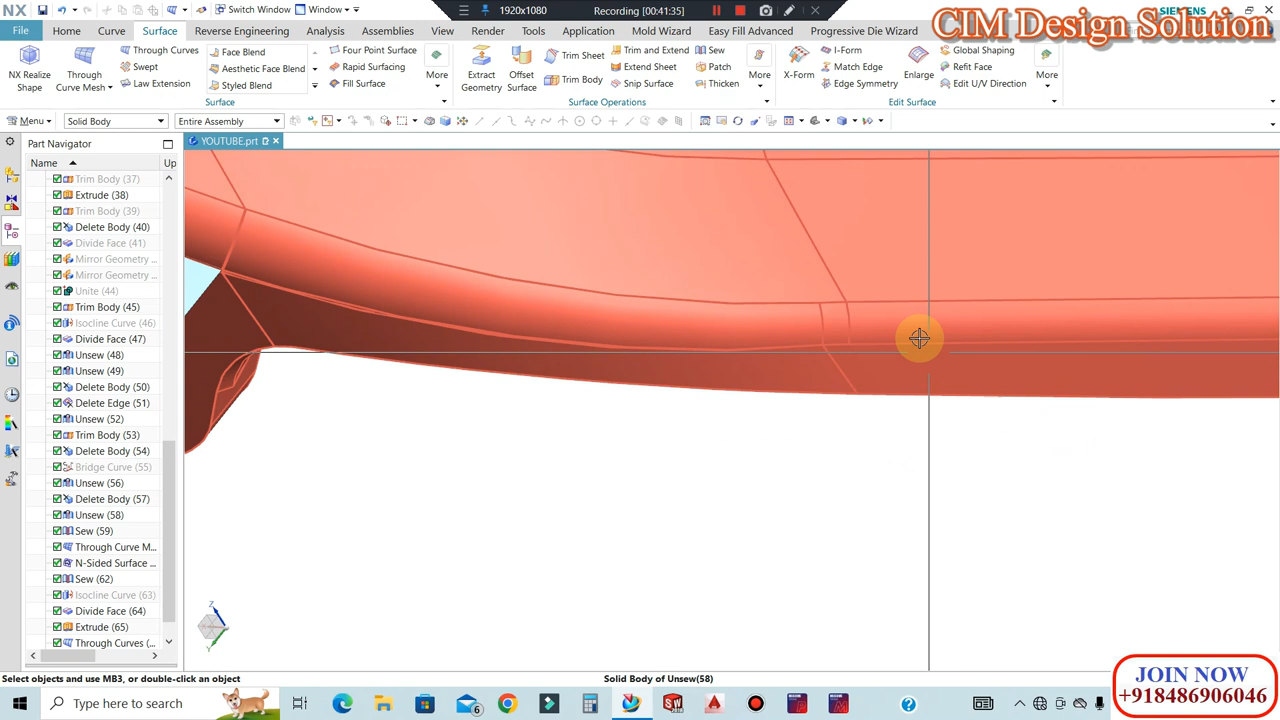 NX
Switch Window
Window
1920x1080
Recording [00:41:35]
SIEMENS
CIM Design Solution
File
Home
Curve
Surface
Reverse Engineering
Analysis
Assemblies
View
Render
Tools
Application
Mold Wizard
Easy Fill Advanced
Progressive Die Wizard
NX Realize Shape
Through Curve Mesh
Through Curves
Swept
Law Extension
Face Blend
Aesthetic Face Blend
Styled Blend
Four Point Surface
Rapid Surfacing
Fill Surface
More
Surface
Extract Geometry
Offset Surface
Trim Sheet
Trim Body
Trim and Extend
Extend Sheet
Snip Surface
Sew
Patch
Thicken
More
Surface Operations
X-Form
I-Form
Match Edge
Edge Symmetry
Enlarge
Global Shaping
Refit Face
Edit U/V Direction
More
Edit Surface
Menu
Solid Body
Entire Assembly
Part Navigator
YOUTUBE.prt
Name
Up
Trim Body (37)
Extrude (38)
Trim Body (39)
Delete Body (40)
Divide Face (41)
Mirror Geometry ...
Mirror Geometry ...
Unite (44)
Trim Body (45)
Isocline Curve (46)
Divide Face (47)
Unsew (48)
Unsew (49)
Delete Body (50)
Delete Edge (51)
Unsew (52)
Trim Body (53)
Delete Body (54)
Bridge Curve (55)
Unsew (56)
Delete Body (57)
Unsew (58)
Sew (59)
Through Curve M...
N-Sided Surface ...
Sew (62)
Isocline Curve (63)
Divide Face (64)
Extrude (65)
Through Curves (...
Z
Y
Select objects and use MB3, or double-click an object
Solid Body of Unsew(58)
JOIN NOW
+918486906046
Type here to search
6
SW